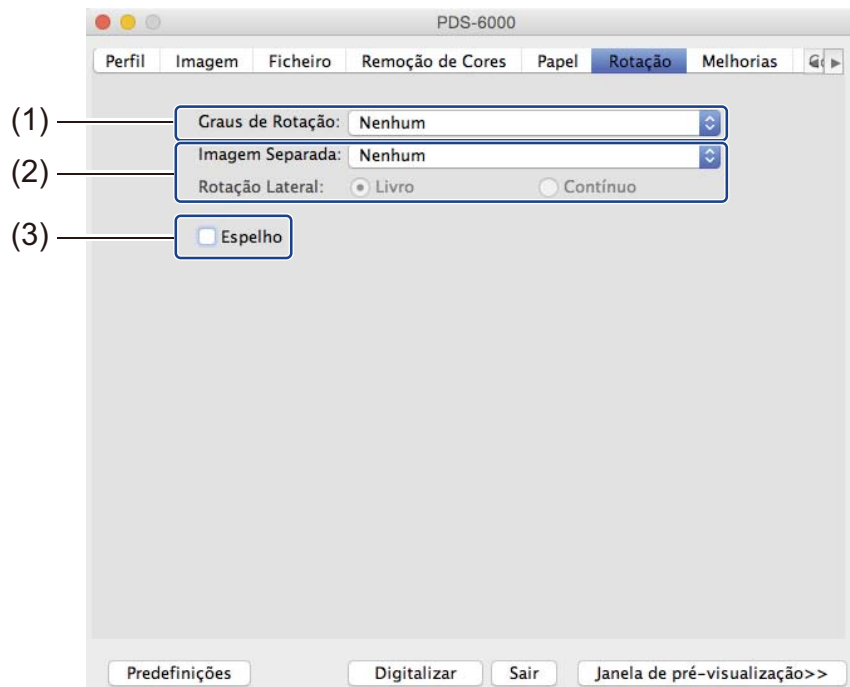 PDS-6000
Perfil Imagem Ficheiro Remoção de Cores Papel Rotação Melhorias
(1) Graus de Rotação: Nenhum
(2) Imagem Separada: Nenhum
Rotação Lateral: Livro Contínuo
(3) Espelho
Predefinições Digitalizar Sair Janela de pré-visualização>>